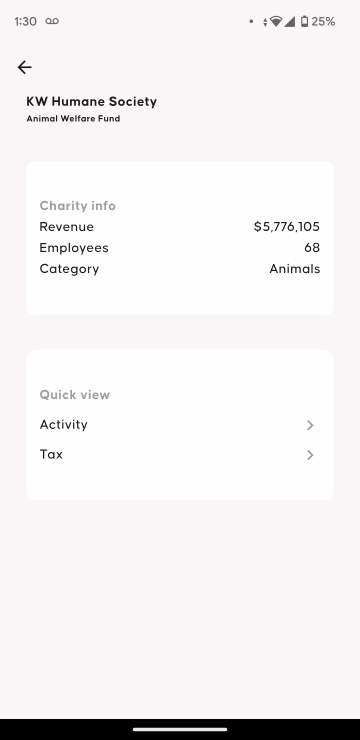 1:30 25%
KW Humane Society
Animal Welfare Fund
Charity info
Revenue $5,776,105
Employees 68
Category Animals
Quick view
Activity
Tax